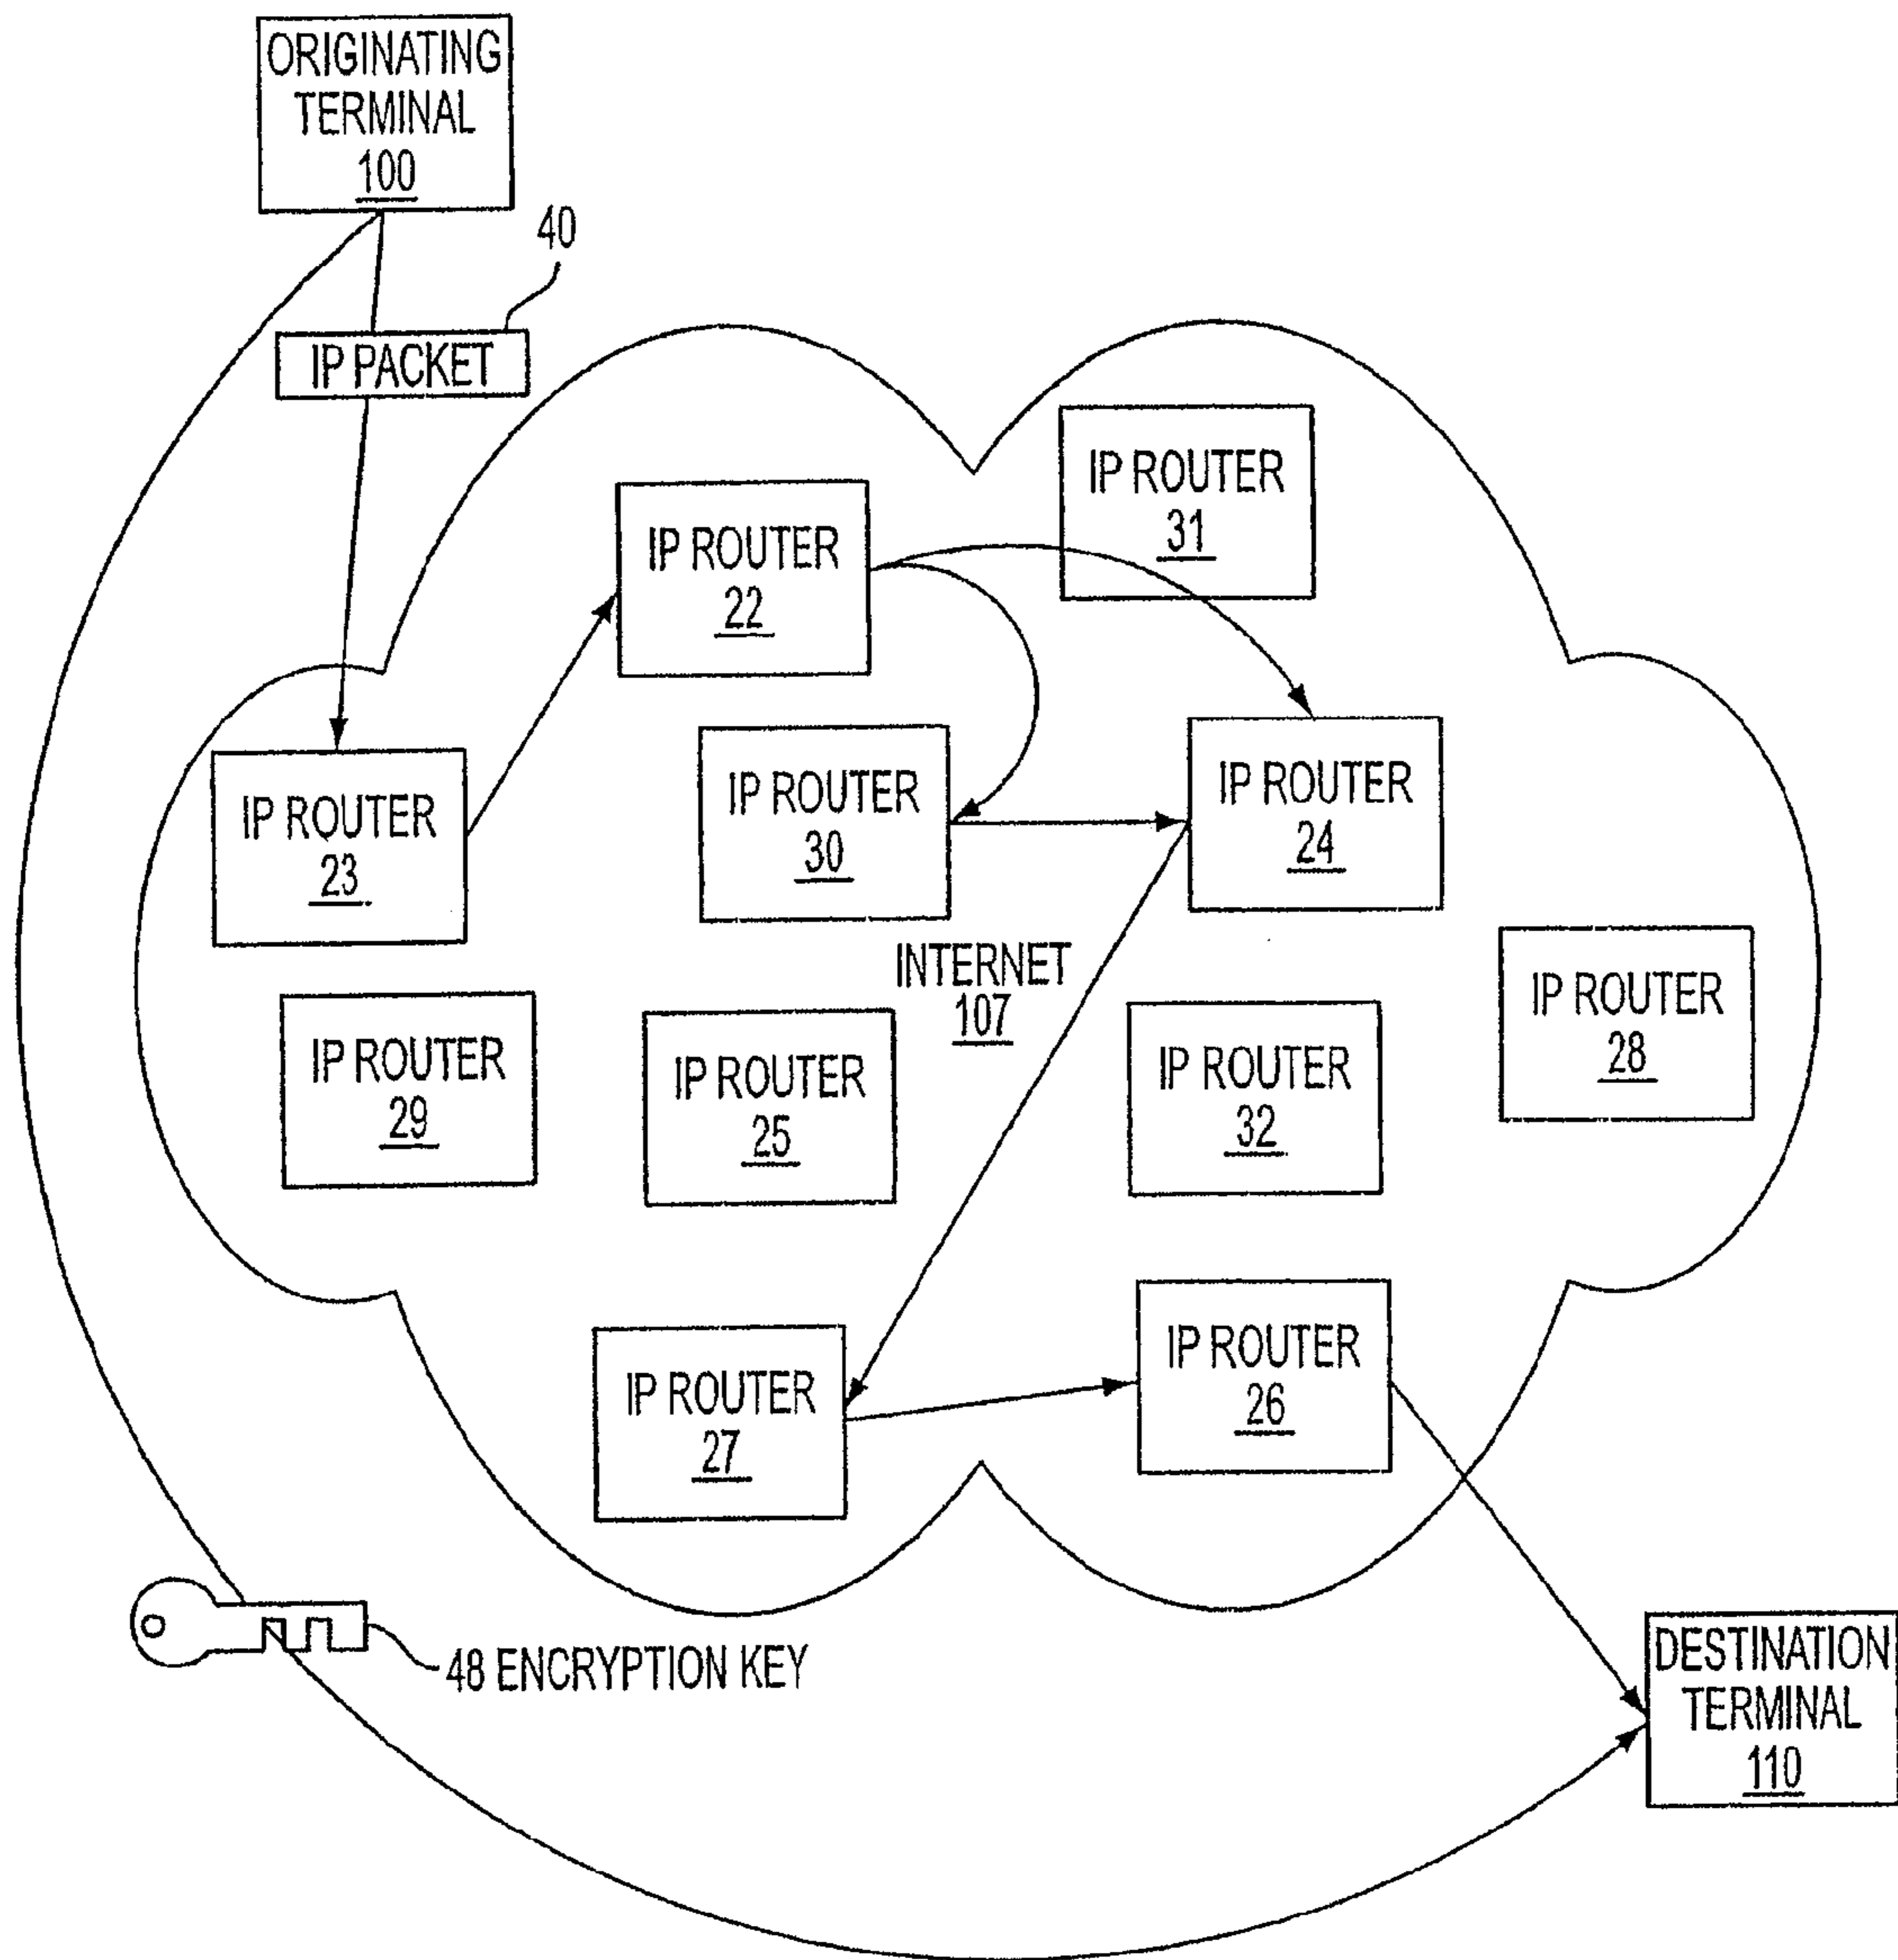 ORIGINATING
TERMINAL
100
40
IP PACKET
IP ROUTER
31
IP ROUTER
22
IP ROUTER
23
IP ROUTER
30
IP ROUTER
24
INTERNET
107
IP ROUTER
28
IP ROUTER
29
IP ROUTER
25
IP ROUTER
32
IP ROUTER
27
IP ROUTER
26
48 ENCRYPTION KEY
DESTINATION
TERMINAL
110